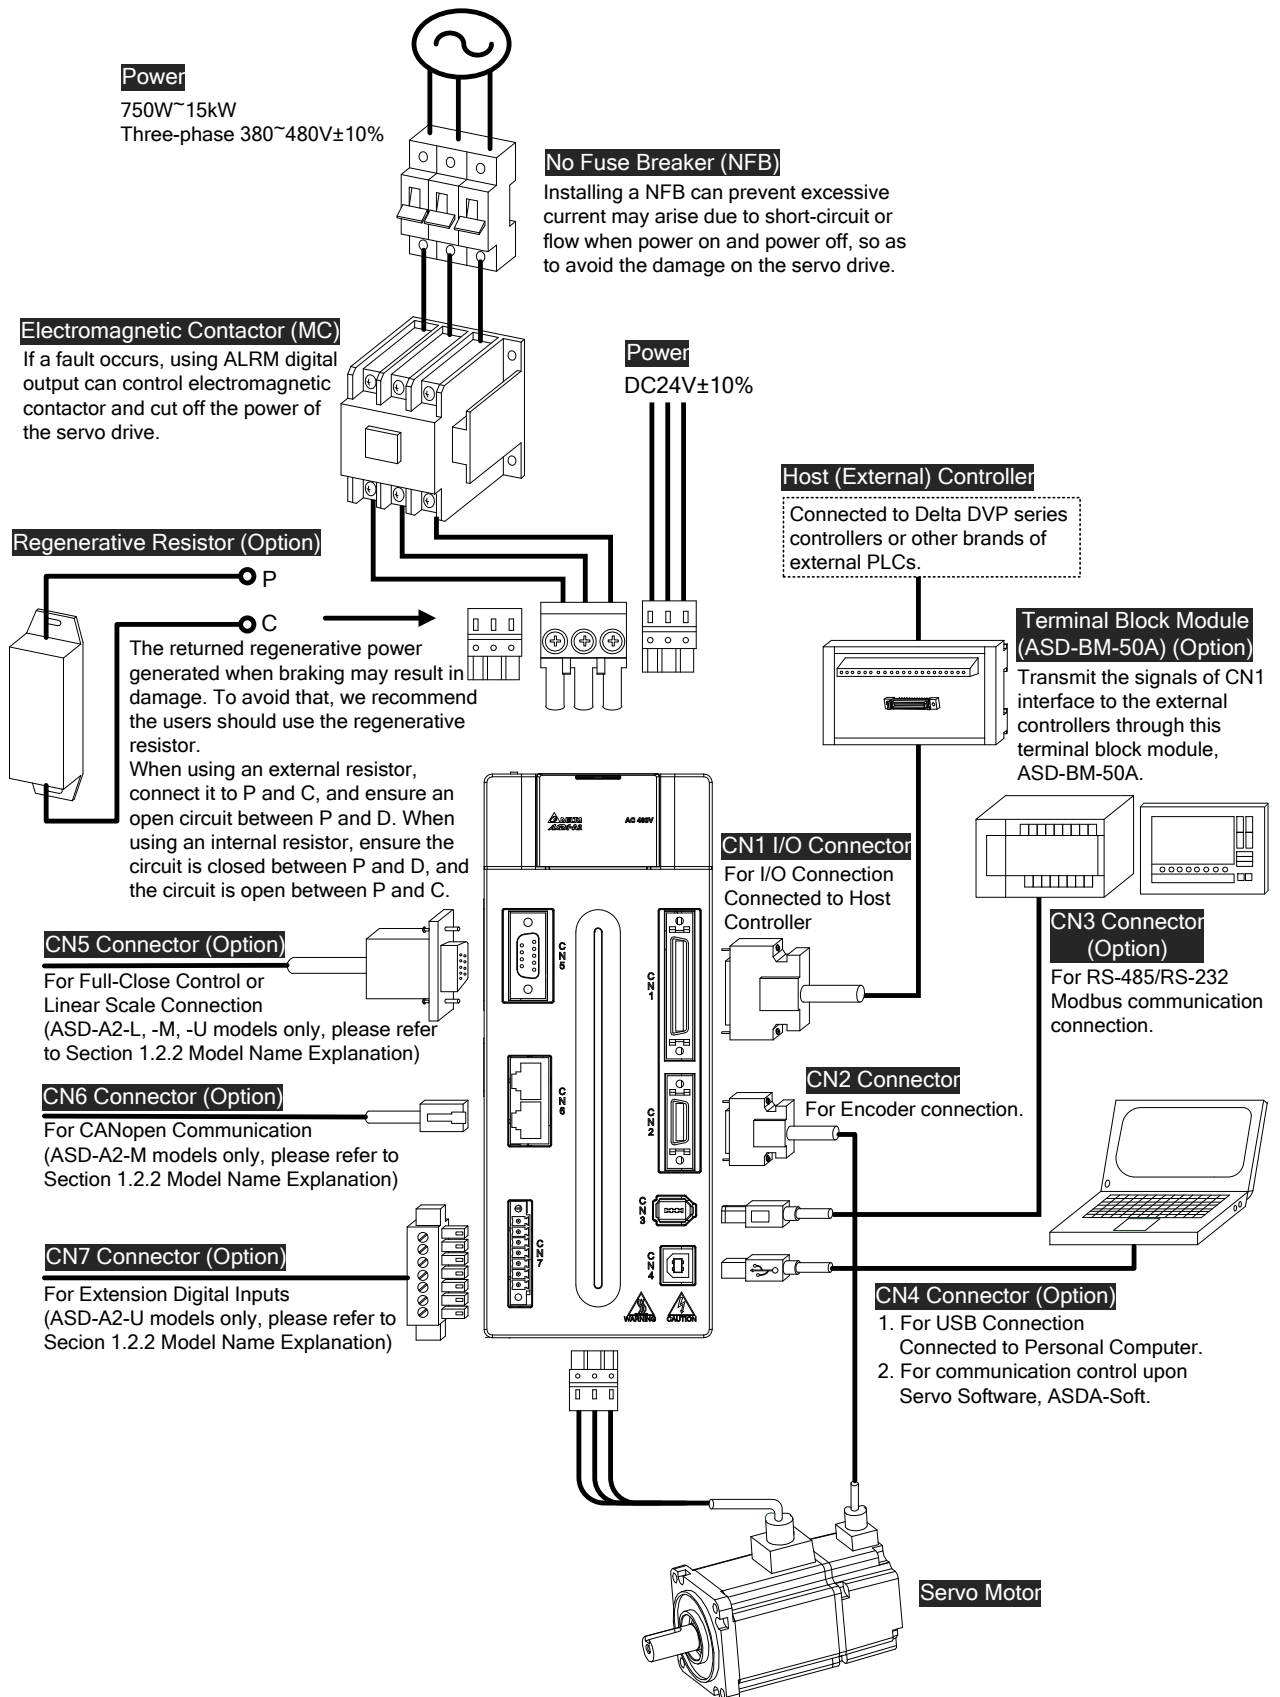 Power
750W~15kW
Three-phase 380~480V±10%
No Fuse Breaker (NFB)
Installing a NFB can prevent excessive
current may arise due to short-circuit or
flow when power on and power off, so as
to avoid the damage on the servo drive.
Electromagnetic Contactor (MC)
If a fault occurs, using ALRM digital
output can control electromagnetic
contactor and cut off the power of
the servo drive.
Power
DC24V±10%
Host (External) Controller
Connected to Delta DVP series
controllers or other brands of
external PLCs.
Regenerative Resistor (Option)
P
C
The returned regenerative power
generated when braking may result in
damage. To avoid that, we recommend
the users should use the regenerative
resistor.
When using an external resistor,
connect it to P and C, and ensure an
open circuit between P and D. When
using an internal resistor, ensure the
circuit is closed between P and D, and
the circuit is open between P and C.
Terminal Block Module
(ASD-BM-50A) (Option)
Transmit the signals of CN1
interface to the external
controllers through this
terminal block module,
ASD-BM-50A.
DELTA
ASDA-A2
AC 400V
CN1 I/O Connector
For I/O Connection
Connected to Host
Controller
CN3 Connector
(Option)
For RS-485/RS-232
Modbus communication
connection.
CN5 Connector (Option)
For Full-Close Control or
Linear Scale Connection
(ASD-A2-L, -M, -U models only, please refer
to Section 1.2.2 Model Name Explanation)
CN5
CN1
CN6 Connector (Option)
For CANopen Communication
(ASD-A2-M models only, please refer to
Section 1.2.2 Model Name Explanation)
CN6
CN2
CN2 Connector
For Encoder connection.
CN3
CN7 Connector (Option)
For Extension Digital Inputs
(ASD-A2-U models only, please refer to
Secion 1.2.2 Model Name Explanation)
CN7
CN4
WARNING
CAUTION
CN4 Connector (Option)
1. For USB Connection
Connected to Personal Computer.
2. For communication control upon
Servo Software, ASDA-Soft.
Servo Motor